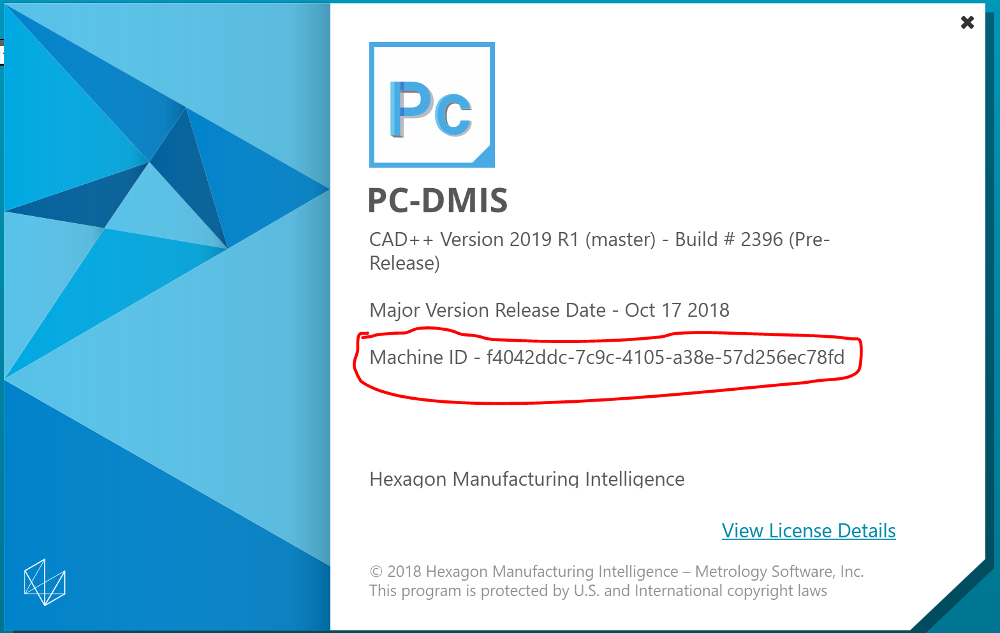 Pc
PC-DMIS
CAD++ Version 2019 R1 (master) - Build # 2396 (Pre-
Release)
Major Version Release Date - Oct 17 2018
Machine ID - f4042ddc-7c9c-4105-a38e-57d256ec78fd
Hexagon Manufacturing Intelligence
View License Details
© 2018 Hexagon Manufacturing Intelligence – Metrology Software, Inc.
This program is protected by U.S. and International copyright laws